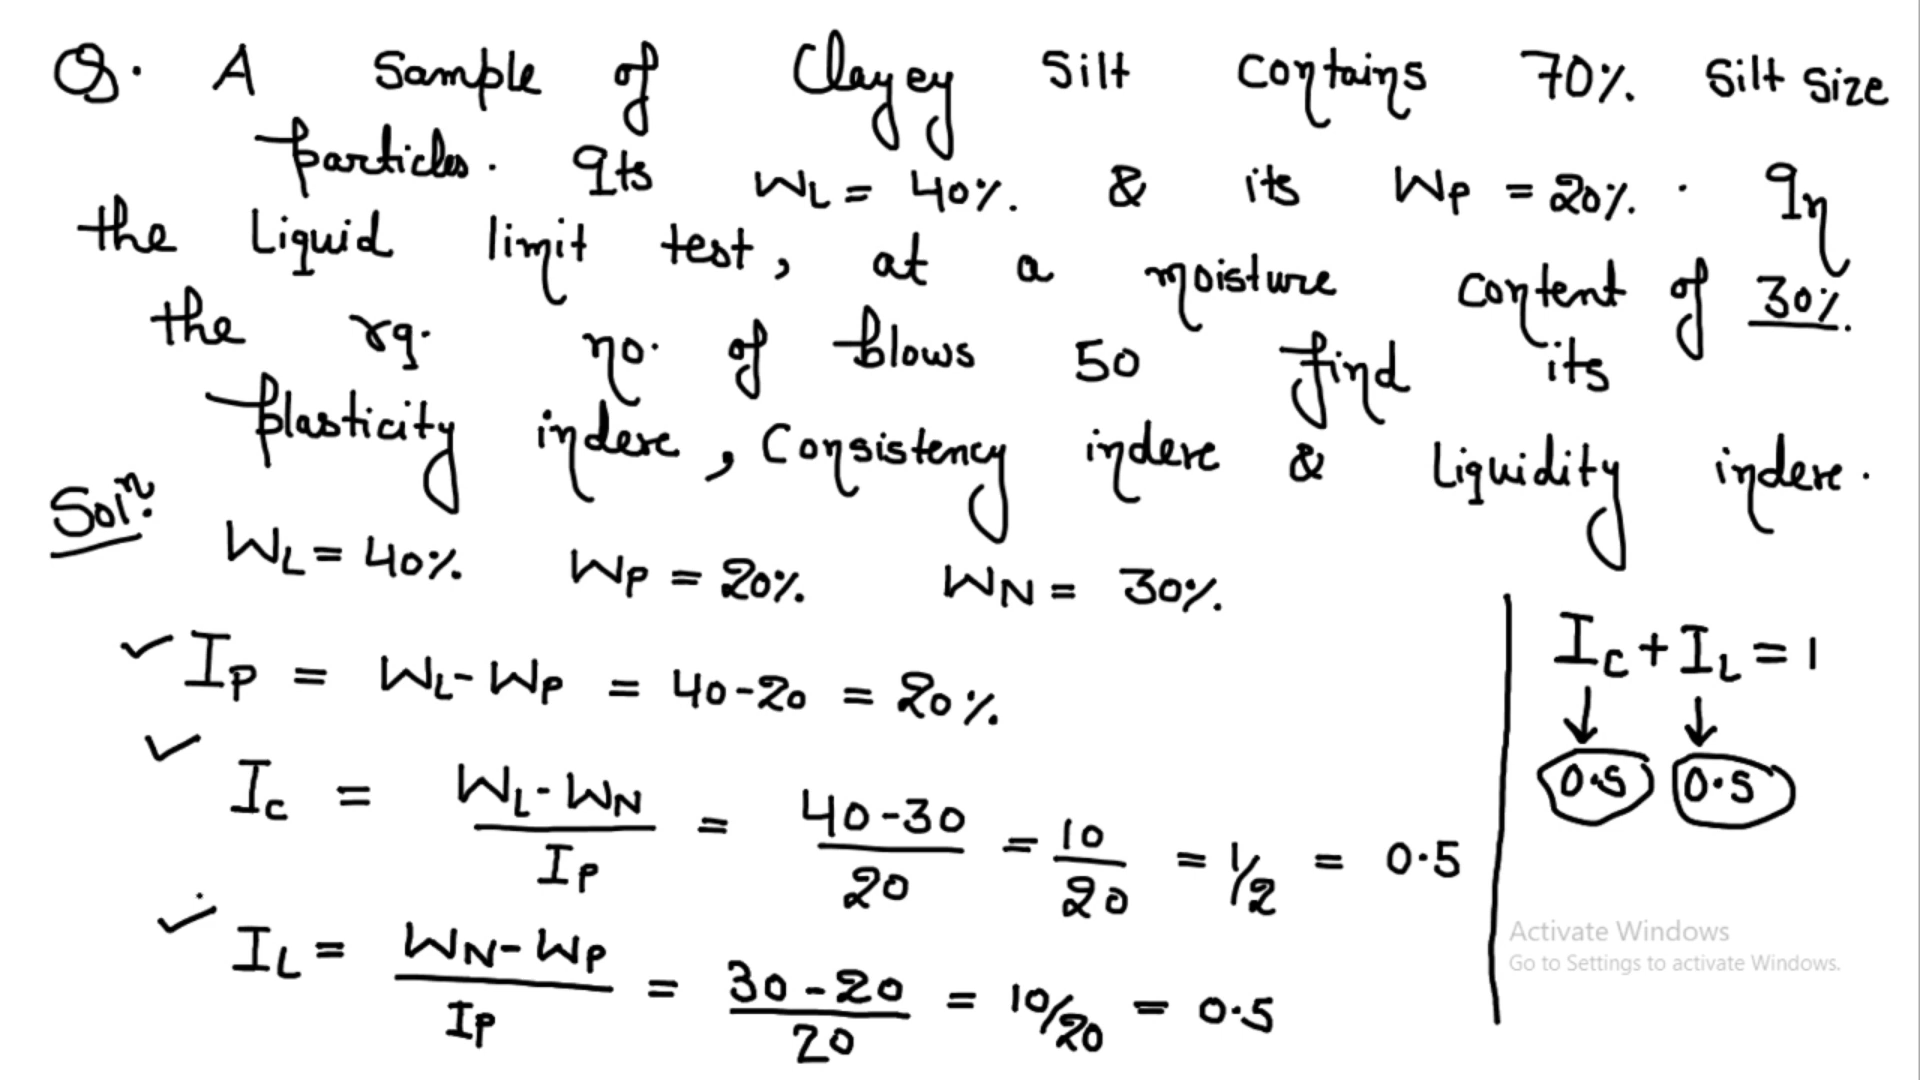 Q. A Sample of Clayey Silt contains 70% Silt Size
particles. Its WL = 40% & its WP = 20%. In
the Liquid limit test, at a moisture content of 30%.
the rq. no. of blows 50 find its
plasticity index, Consistency index & Liquidity index.
Soln:
WL = 40% WP = 20% WN = 30%.
✓ IP = WL - WP = 40-20 = 20%.
✓ Ic = WL - WN / IP = 40-30 / 20 = 10 / 20 = 1/2 = 0.5
✓ IL = WN - WP / IP = 30-20 / 20 = 10/20 = 0.5
Ic + IL = 1
↓ ↓
0.5 0.5
Activate Windows
Go to Settings to activate Windows.